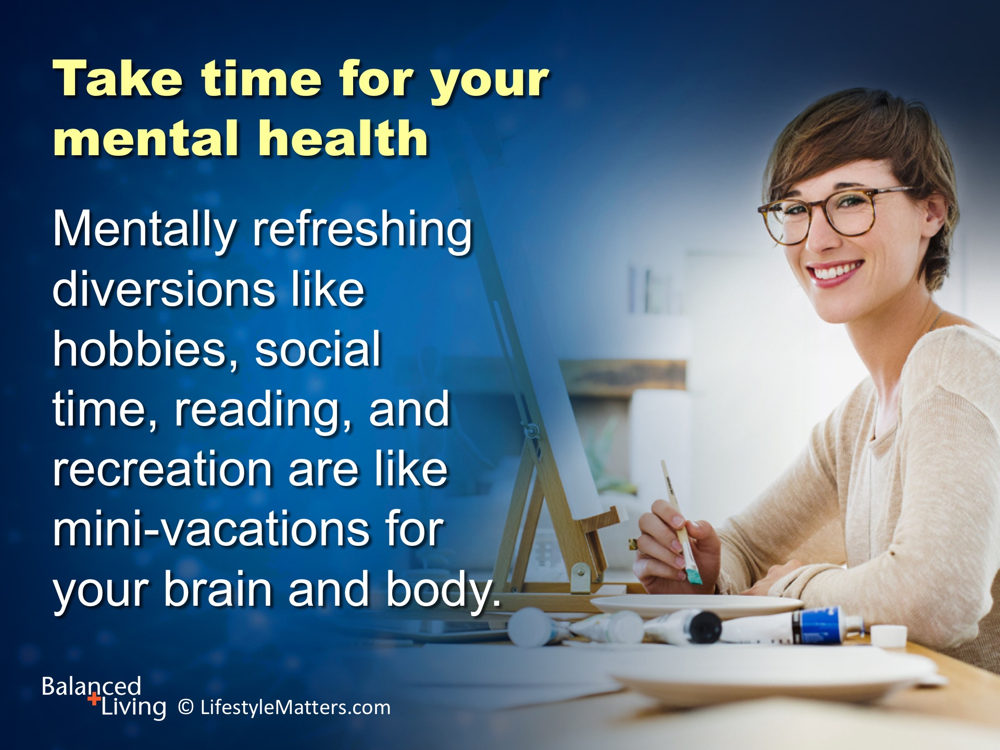 Take time for your
mental health
Mentally refreshing
diversions like
hobbies, social
time, reading, and
recreation are like
mini-vacations for
your brain and body.
Balanced
Living © LifestyleMatters.com